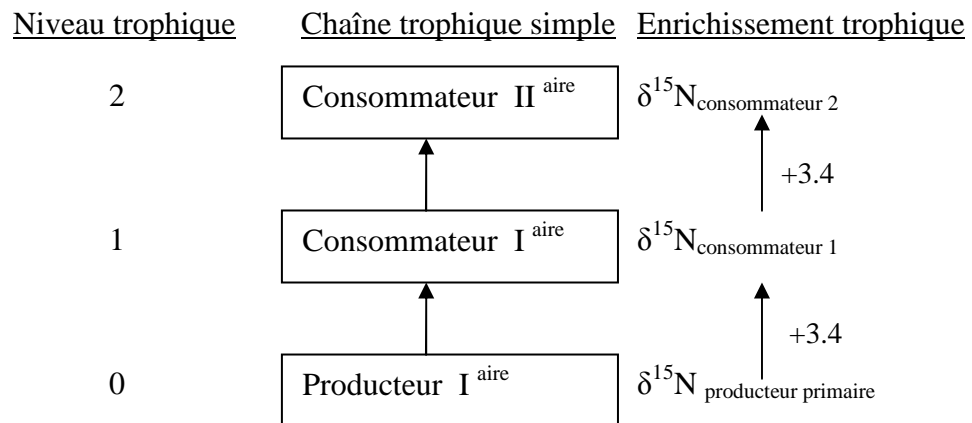 Niveau trophique Chaîne trophique simple Enrichissement trophique
2 Consommateur II aire δ15Nconsommateur 2
+3.4
1 Consommateur I aire δ15Nconsommateur 1
+3.4
0 Producteur I aire δ15N producteur primaire